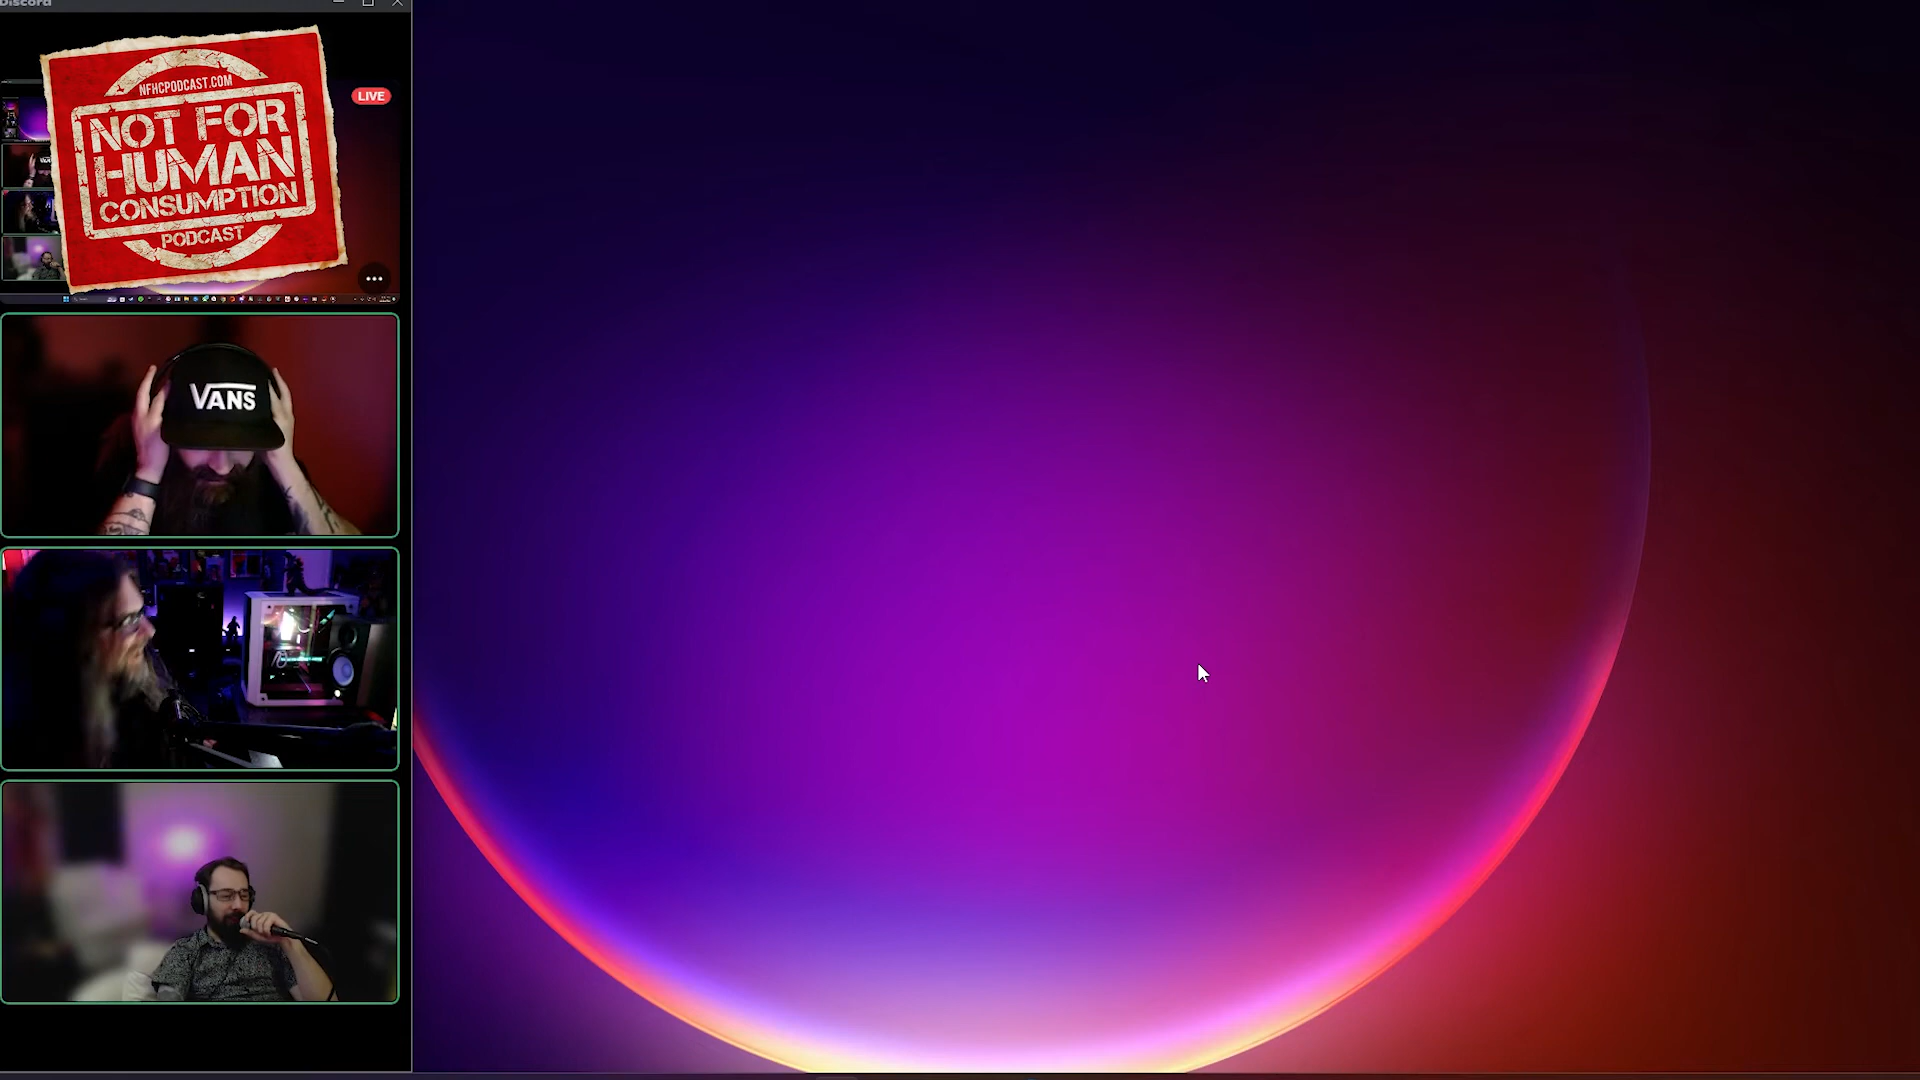 Discord
NFHCPODCAST.COM
NOT FOR
HUMAN
CONSUMPTION
PODCAST
LIVE
VANS